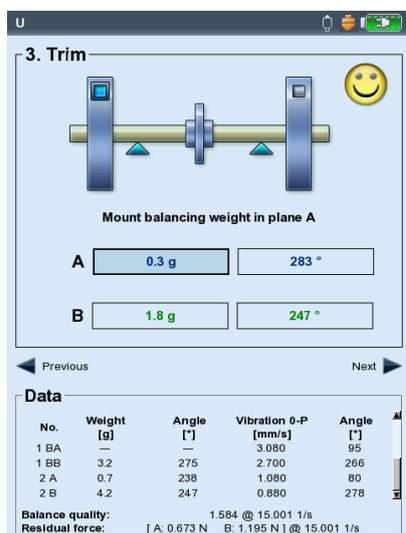 U
3. Trim
Mount balancing weight in plane A
A 0.3 g 283 °
B 1.8 g 247 °
Previous Next
Data
No. Weight [g] Angle [°] Vibration 0-P [mm/s] Angle [°]
1 BA — — 3.080 95
1 BB 3.2 275 2.700 266
2 A 0.7 238 1.080 80
2 B 4.2 247 0.880 278
Balance quality: 1.584 @ 15.001 1/s
Residual force: [ A: 0.673 N B: 1.195 N ] @ 15.001 1/s